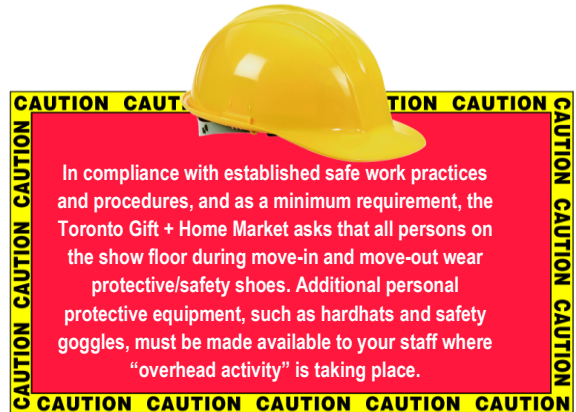 CAUTION CAUT TION CAUTION
CAUTION CAUTION CAUTION
In compliance with established safe work practices
and procedures, and as a minimum requirement, the
Toronto Gift + Home Market asks that all persons on
the show floor during move-in and move-out wear
protective/safety shoes. Additional personal
protective equipment, such as hardhats and safety
goggles, must be made available to your staff where
“overhead activity” is taking place.
CAUTION CAUTION CAUTION
CAUTION CAUTION CAUTION CAUTION CAUTION